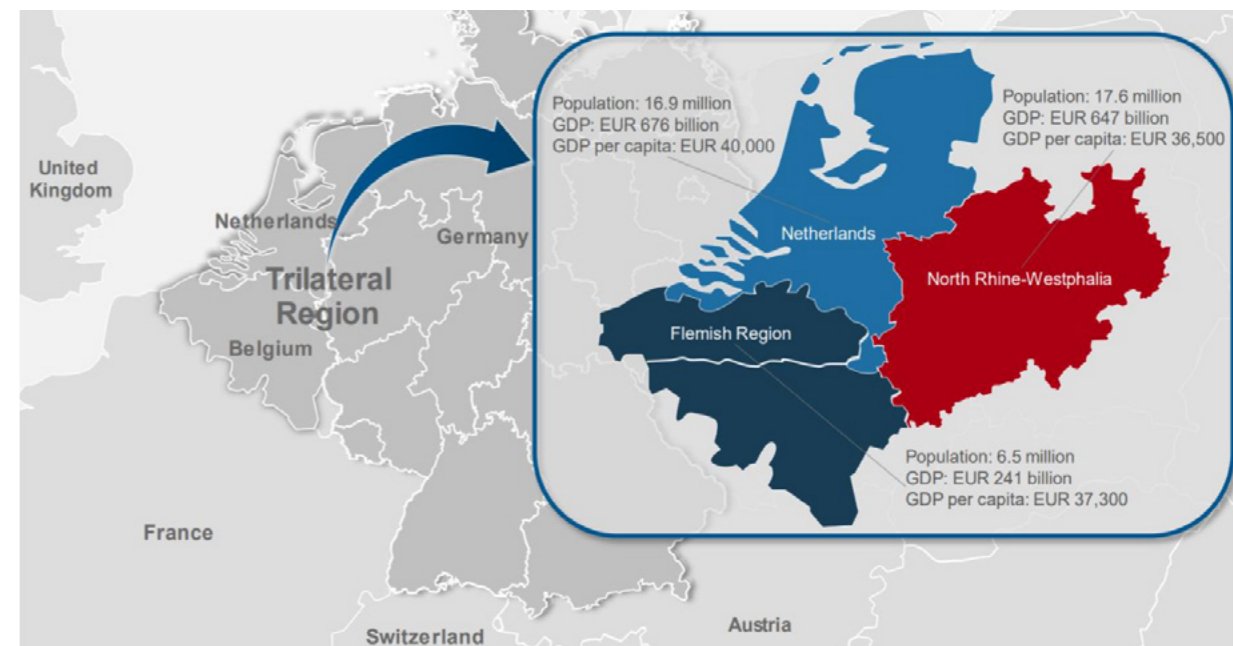 United
Kingdom
Netherlands
Germany
Trilateral
Region
Belgium
France
Switzerland
Austria
Population: 16.9 million
GDP: EUR 676 billion
GDP per capita: EUR 40,000
Population: 17.6 million
GDP: EUR 647 billion
GDP per capita: EUR 36,500
Netherlands
North Rhine-Westphalia
Flemish Region
Population: 6.5 million
GDP: EUR 241 billion
GDP per capita: EUR 37,300